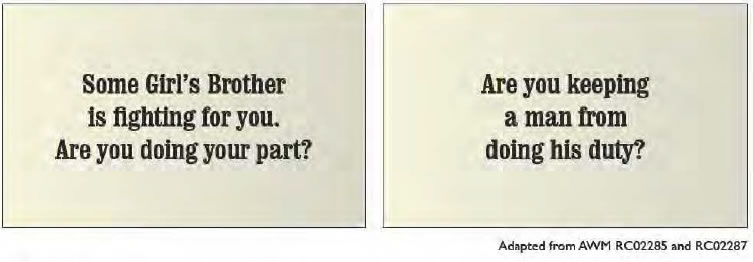 Some Girl's Brother
is fighting for you.
Are you doing your part?
Are you keeping
a man from
doing his duty?
Adapted from AWM RC02285 and RC02287